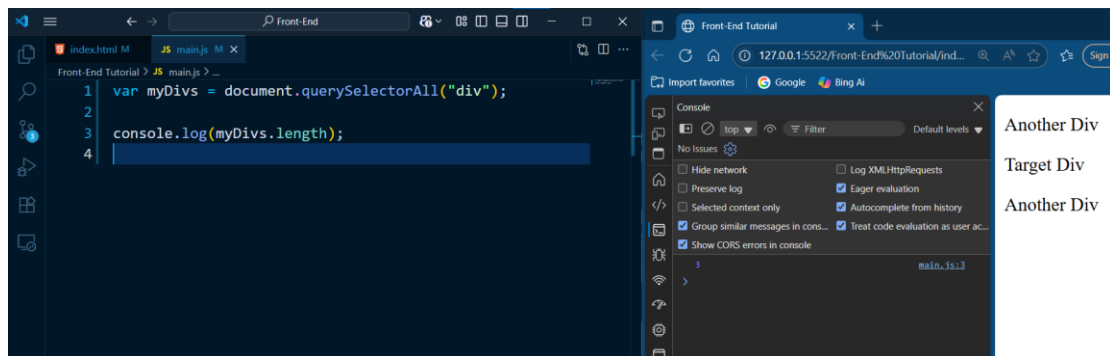 Front-End
index.html M
JS main.js M
Front-End Tutorial > JS main.js > ...
1 var myDivs = document.querySelectorAll("div");
2
3 console.log(myDivs.length);
4
3
Front-End Tutorial
127.0.0.1:5522/Front-End%20Tutorial/ind...
Sign
Import favorites
Google
Bing Ai
Console
top
Filter
Default levels
No Issues
Hide network
Log XMLHttpRequests
Preserve log
Eager evaluation
Selected context only
Autocomplete from history
Group similar messages in cons...
Treat code evaluation as user ac...
Show CORS errors in console
3
main.js:3
Another Div
Target Div
Another Div